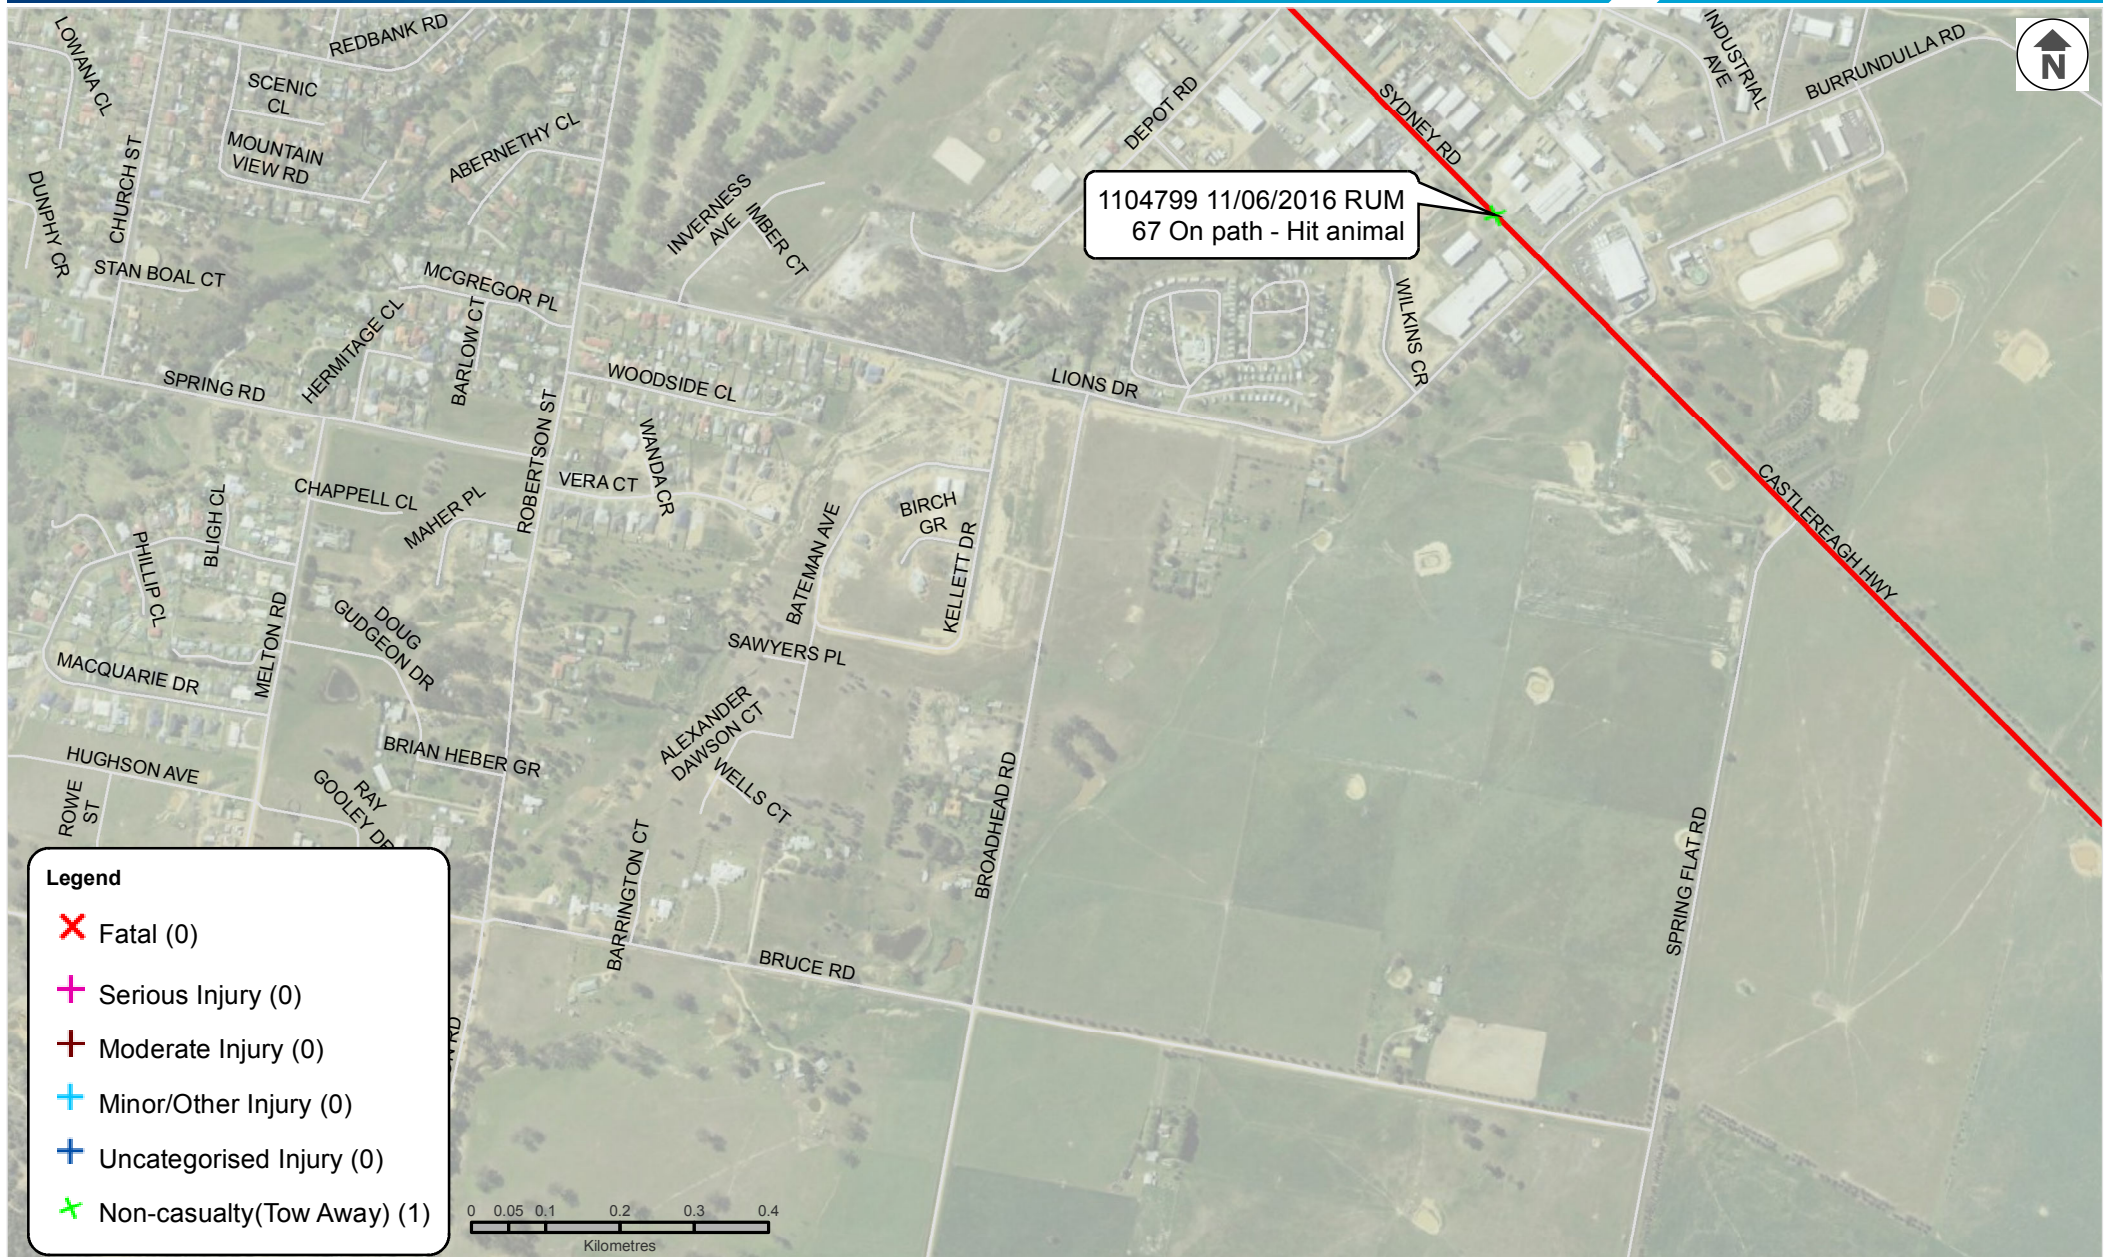 LOWANA CL
REDBANK RD
SCENIC
CL
MOUNTAIN
VIEW RD
CHURCH ST
DUNPHY CR
STAN BOAL CT
ABERNETHY CL
INVERNESS
AVE
IMBER CT
DEPOT RD
SYDNEY RD
INDUSTRIAL
AVE
BURRUNDULLA RD
N
1104799 11/06/2016 RUM
67 On path - Hit animal
MCGREGOR PL
HERMITAGE CL
BARLOW CT
SPRING RD
WOODSIDE CL
LIONS DR
WILKINS CR
ROBERTSON ST
WANDA CR
VERA CT
CHAPPELL CL
MAHER PL
BLIGH CL
PHILLIP CL
BATEMAN AVE
BIRCH
GR
KELLETT DR
CASTLEREAGH HWY
DOUG
GUDGEON DR
MELTON RD
MACQUARIE DR
SAWYERS PL
ALEXANDER
DAWSON CT
WELLS CT
BRIAN HEBER GR
HUGHSON AVE
ROWE
ST
RAY
GOOLEY DR
BARRINGTON CT
BROADHEAD RD
SPRING FLAT RD
BRUCE RD
Legend
Fatal (0)
Serious Injury (0)
Moderate Injury (0)
Minor/Other Injury (0)
Uncategorised Injury (0)
Non-casualty(Tow Away) (1)
0 0.05 0.1 0.2 0.3 0.4
Kilometres